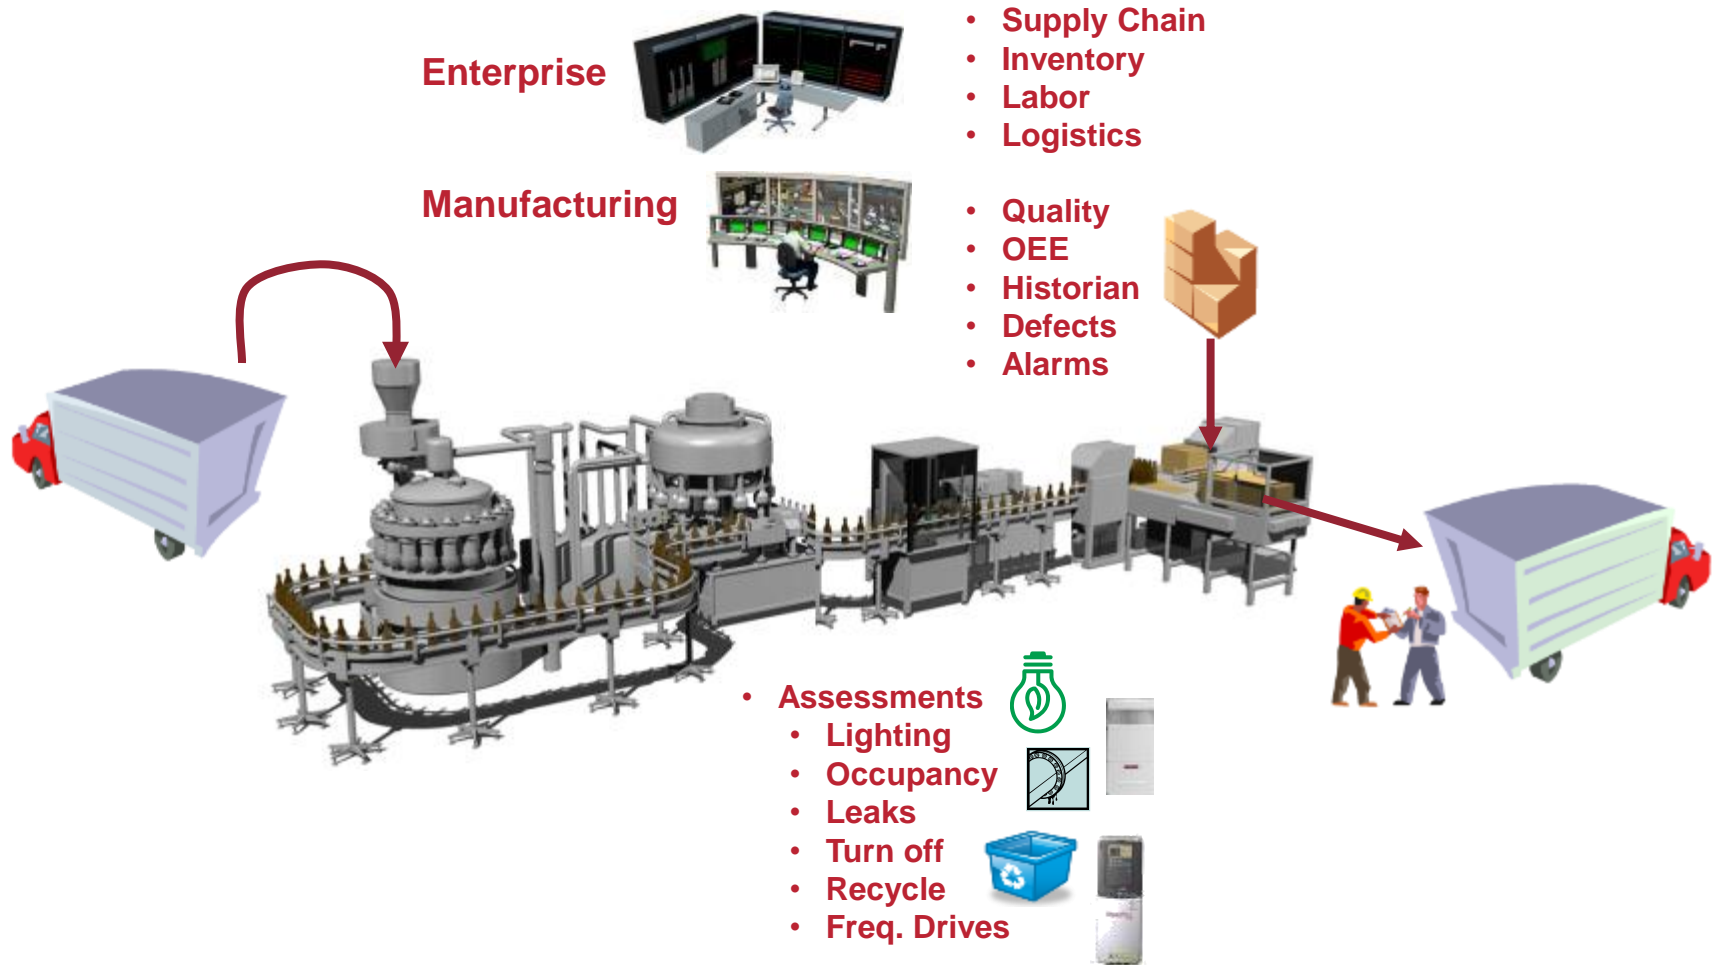 Enterprise
• Supply Chain
• Inventory
• Labor
• Logistics
Manufacturing
• Quality
• OEE
• Historian
• Defects
• Alarms
• Assessments
• Lighting
• Occupancy
• Leaks
• Turn off
• Recycle
• Freq. Drives